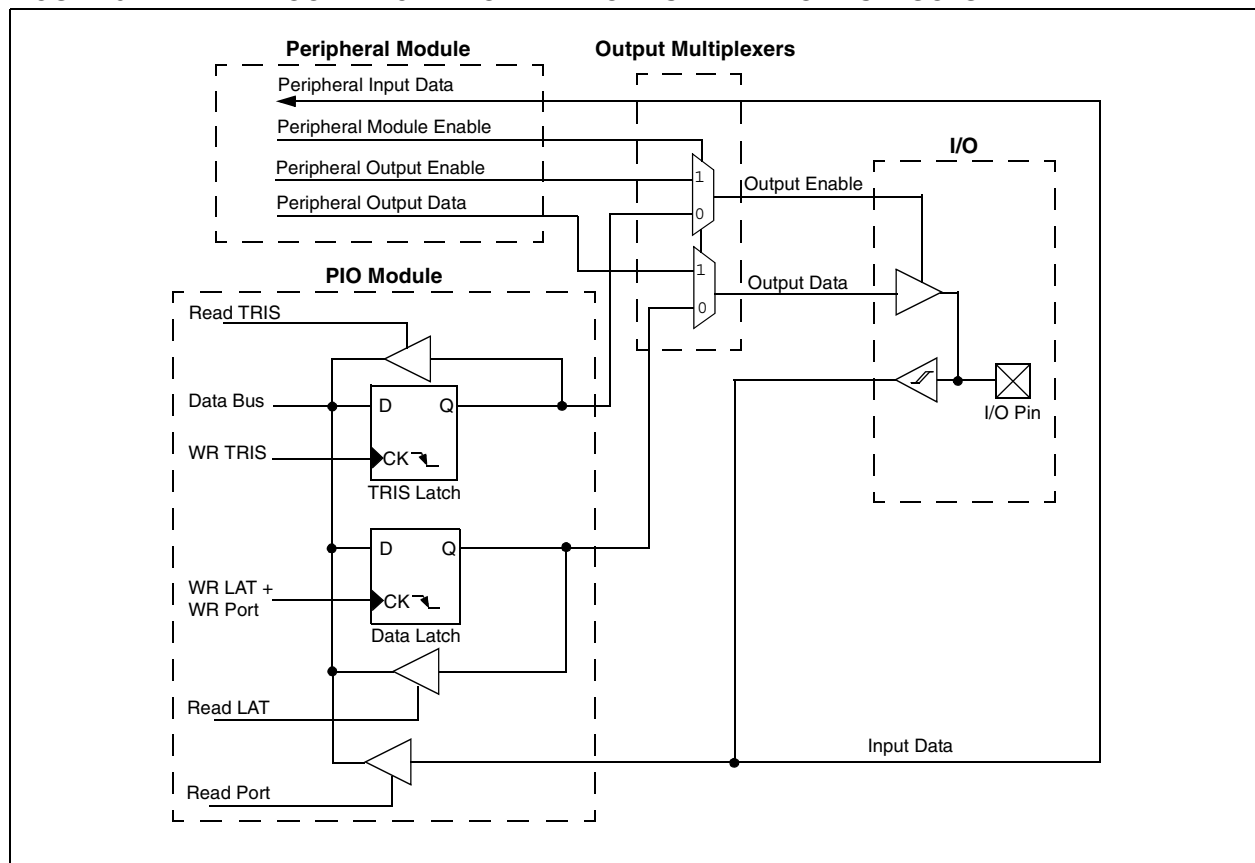 Peripheral Module
Output Multiplexers
Peripheral Input Data
Peripheral Module Enable
Peripheral Output Enable
Peripheral Output Data
1
0
Output Enable
1
0
Output Data
I/O
I/O Pin
PIO Module
Read TRIS
Data Bus
D Q
WR TRIS
CK
TRIS Latch
D Q
WR LAT +
WR Port
CK
Data Latch
Read LAT
Input Data
Read Port